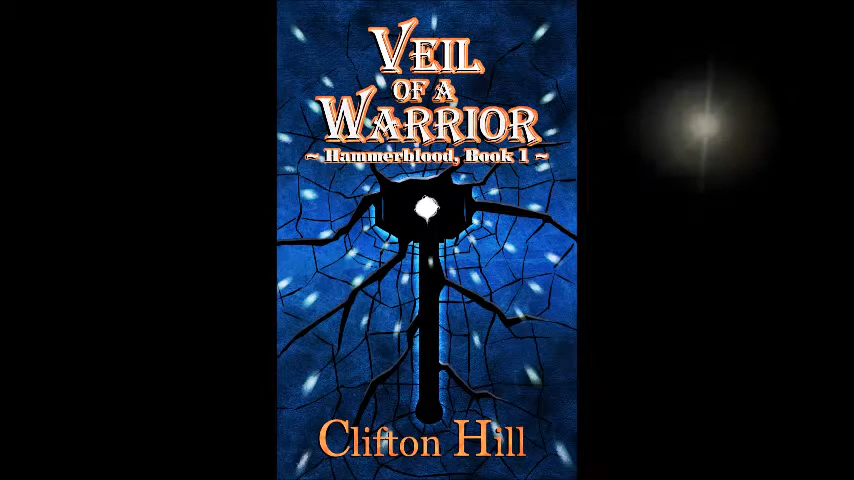 VEIL
OF A
WARRIOR
~ Hammerblood, Book 1 ~
Clifton Hill